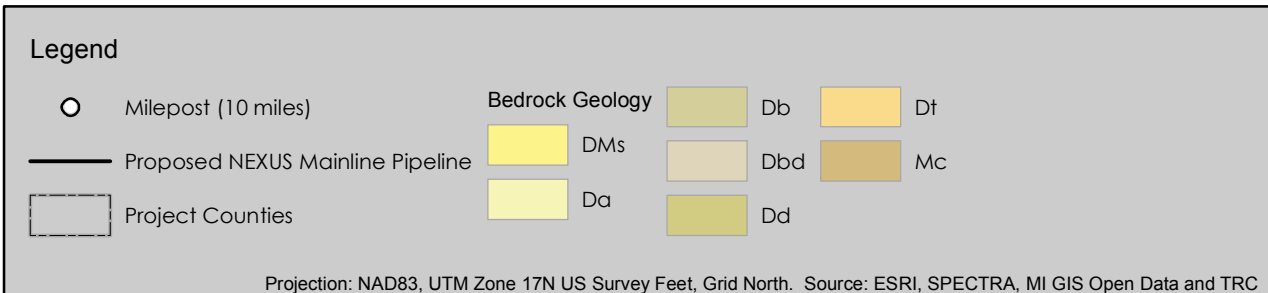 Legend
Milepost (10 miles)
Proposed NEXUS Mainline Pipeline
Project Counties
Bedrock Geology
DMs
Da
Db
Dbd
Dd
Dt
Mc
Projection: NAD83, UTM Zone 17N US Survey Feet, Grid North. Source: ESRI, SPECTRA, MI GIS Open Data and TRC